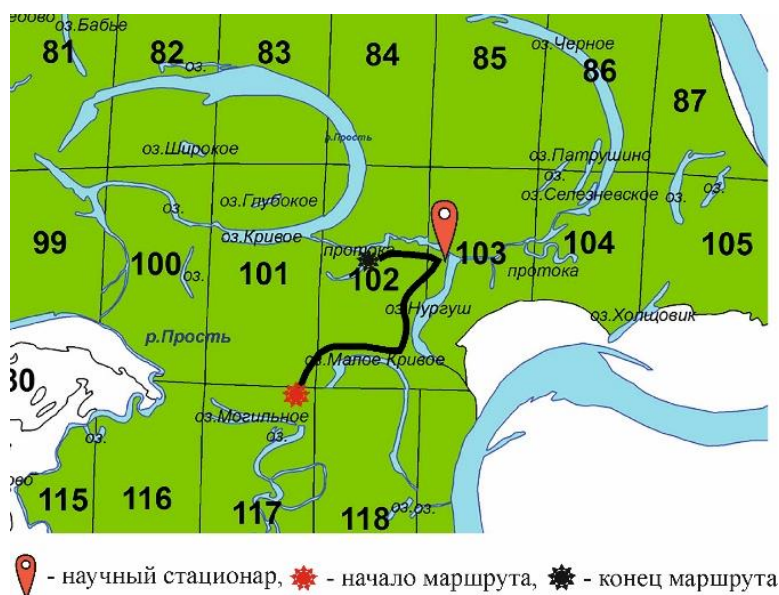 оз.Бабье
81 82 83 84 85 86
оз.
оз.Черное
87
р.Прость
оз.Широкое
оз.Патрушино
оз.
оз.Глубокое
оз.Селезневское
оз.
оз.
оз.
99 100 101 102 103 104 105
оз.Кривое
протока
протока
оз.
оз.Нургуш
оз.Холщовик
р.Прость
оз.Малое Кривое
оз.Могильное
оз.
оз.
115 116 117 118
оз.оз.
- научный стационар, - начало маршрута, - конец маршрута